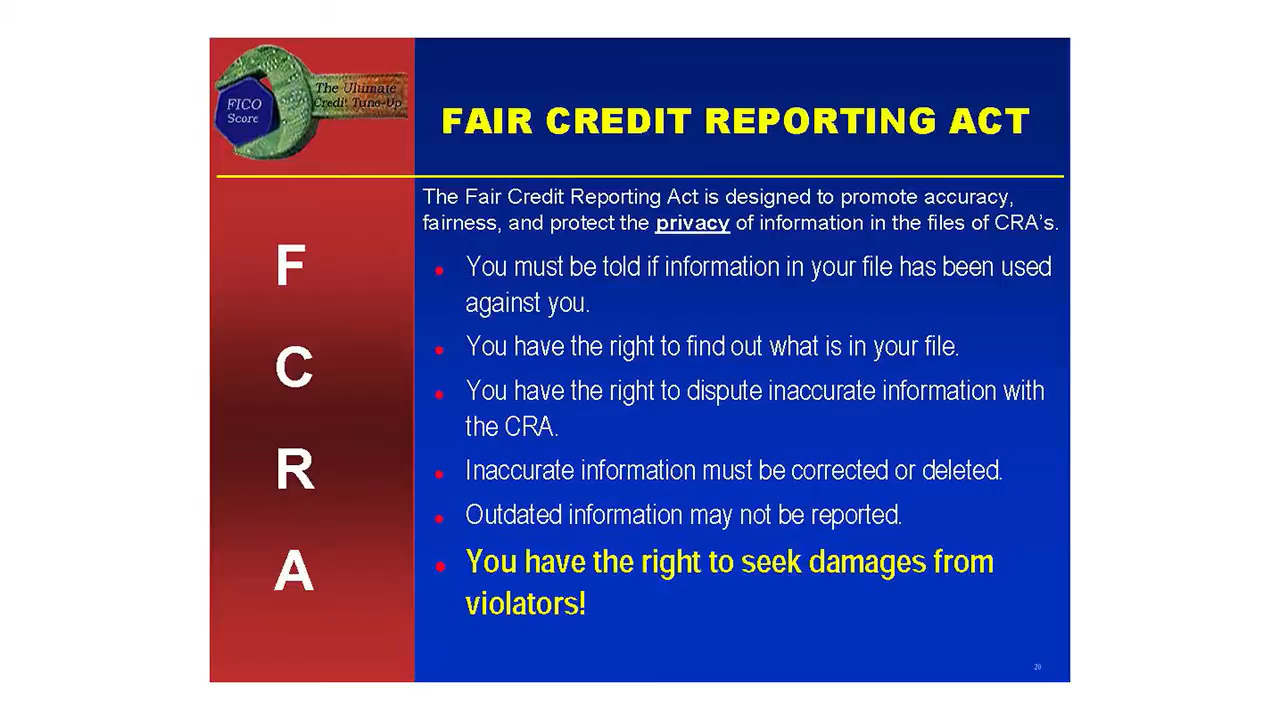 The Ulumate
Credit Tune-Up
FICO
Score
FAIR CREDIT REPORTING ACT
The Fair Credit Reporting Act is designed to promote accuracy,
fairness, and protect the privacy of information in the files of CRA's.
F
C
R
A
You must be told if information in your file has been used
against you.
You have the right to find out what is in your file.
You have the right to dispute inaccurate information with
the CRA.
Inaccurate information must be corrected or deleted.
Outdated information may not be reported.
You have the right to seek damages from
violators!
20